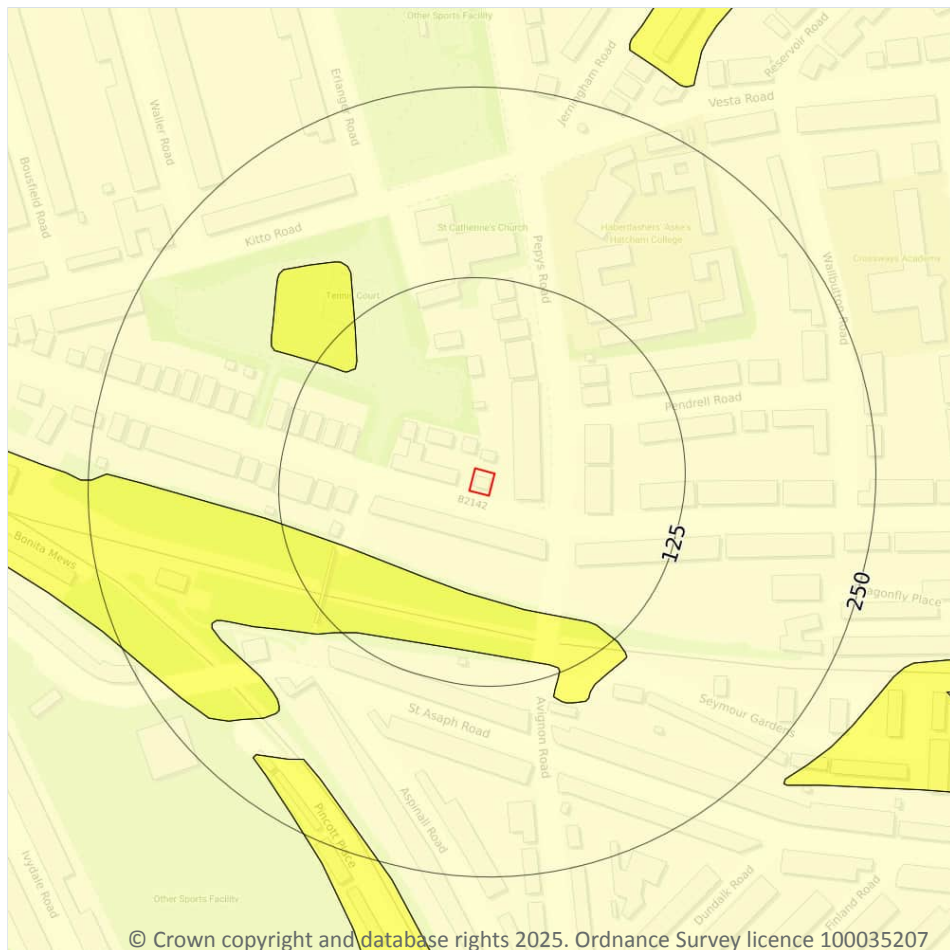 Other Sports Facility
Reservoir Road
Jerningham Road
Erlanger Road
Vesta Road
Waller Road
Bousfield Road
St Catherine's Church
Haberdashers' Aske's
Hatcham College
Kitto Road
Pepys Road
Crossways Academy
Wallbutton Road
Tennis Court
Pendrell Road
B2142
125
Bonita Mews
250
Dragonfly Place
Seymour Gardens
St Asaph Road
Avignon Road
Aspinall Road
Pincott Place
Ivydale Road
Other Sports Facility
Dundalk Road
Finland Road
© Crown copyright and database rights 2025. Ordnance Survey licence 100035207